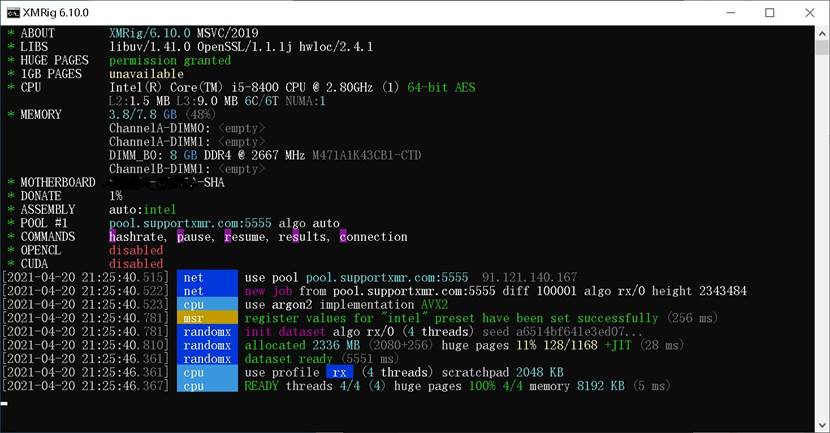 XMRig 6.10.0
* ABOUT XMRig/6.10.0 MSVC/2019
* LIBS libuv/1.41.0 OpenSSL/1.1.1j hwloc/2.4.1
* HUGE PAGES permission granted
* 1GB PAGES unavailable
* CPU Intel(R) Core(TM) i5-8400 CPU @ 2.80GHz (1) 64-bit AES
L2:1.5 MB L3:9.0 MB 6C/6T NUMA:1
* MEMORY 3.8/7.8 GB (48%)
ChannelA-DIMM0: <empty>
ChannelA-DIMM1: <empty>
DIMM_B0: 8 GB DDR4 @ 2667 MHz M471A1K43CB1-CTD
ChannelB-DIMM1: <empty>
* MOTHERBOARD -SHA
* DONATE 1%
* ASSEMBLY auto:intel
* POOL #1 pool.supportxmr.com:5555 algo auto
* COMMANDS hashrate, pause, resume, results, connection
* OPENCL disabled
* CUDA disabled
[2021-04-20 21:25:40.515] net use pool pool.supportxmr.com:5555 91.121.140.167
[2021-04-20 21:25:40.522] net new job from pool.supportxmr.com:5555 diff 100001 algo rx/0 height 2343484
[2021-04-20 21:25:40.523] cpu use argon2 implementation AVX2
[2021-04-20 21:25:40.781] msr register values for "intel" preset have been set successfully (256 ms)
[2021-04-20 21:25:40.781] randomx init dataset algo rx/0 (4 threads) seed a6514bf641e3ed07...
[2021-04-20 21:25:40.810] randomx allocated 2336 MB (2080+256) huge pages 11% 128/1168 +JIT (28 ms)
[2021-04-20 21:25:46.361] randomx dataset ready (5551 ms)
[2021-04-20 21:25:46.363] cpu use profile rx (4 threads) scratchpad 2048 KB
[2021-04-20 21:25:46.367] cpu READY threads 4/4 (4) huge pages 100% 4/4 memory 8192 KB (5 ms)